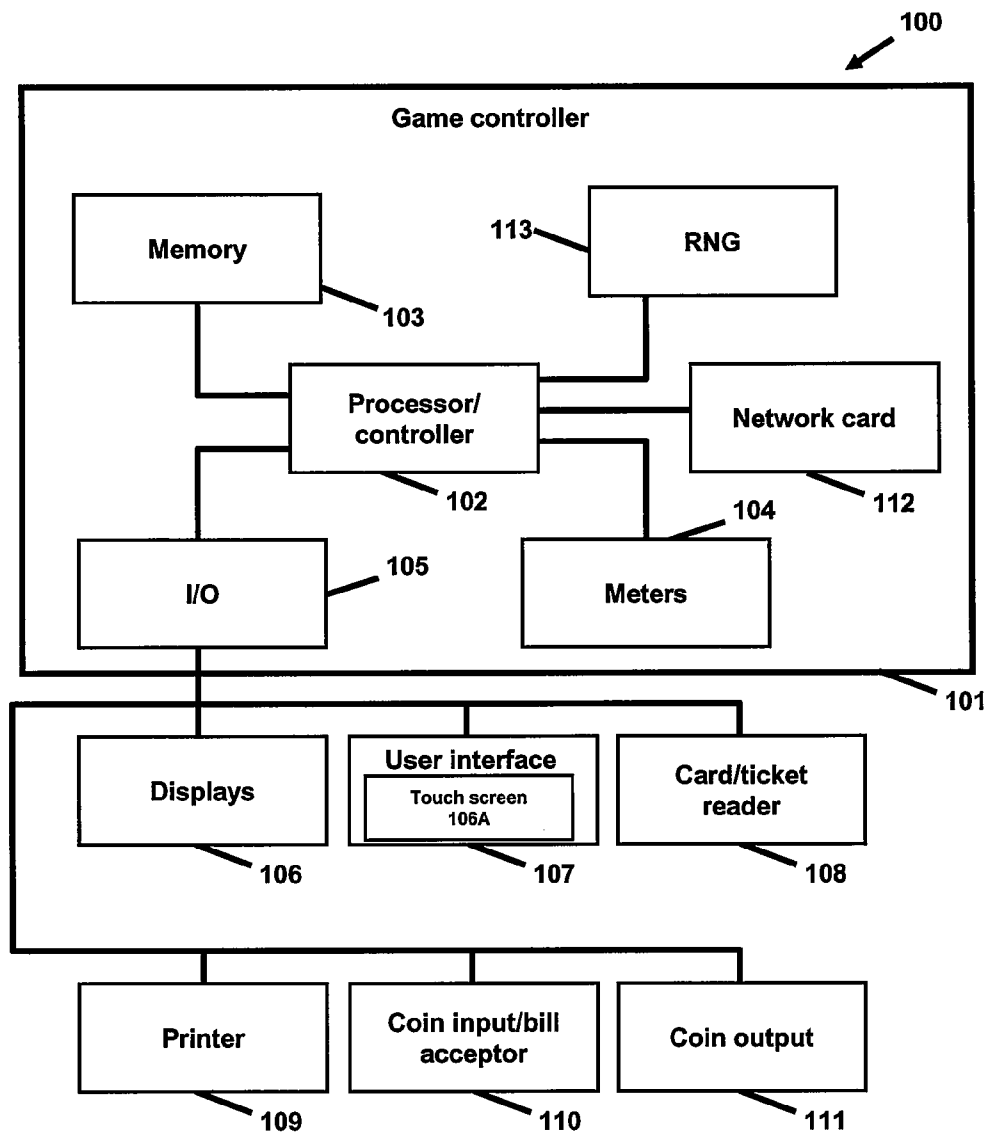 100
Game controller
Memory
103
113
RNG
Processor/
controller
102
Network card
112
I/O
105
104
Meters
101
Displays
106
User interface
Touch screen
106A
107
Card/ticket
reader
108
Printer
109
Coin input/bill
acceptor
110
Coin output
111